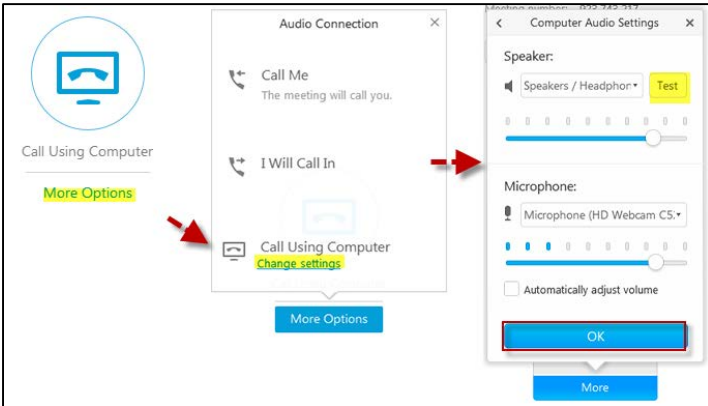 Call Using Computer
More Options
Audio Connection
Call Me
The meeting will call you.
I Will Call In
Call Using Computer
Change settings
More Options
Meeting number: 923 743 217
Computer Audio Settings
Speaker:
Speakers / Headphon
Test
Microphone:
Microphone (HD Webcam C5.
Automatically adjust volume
OK
More